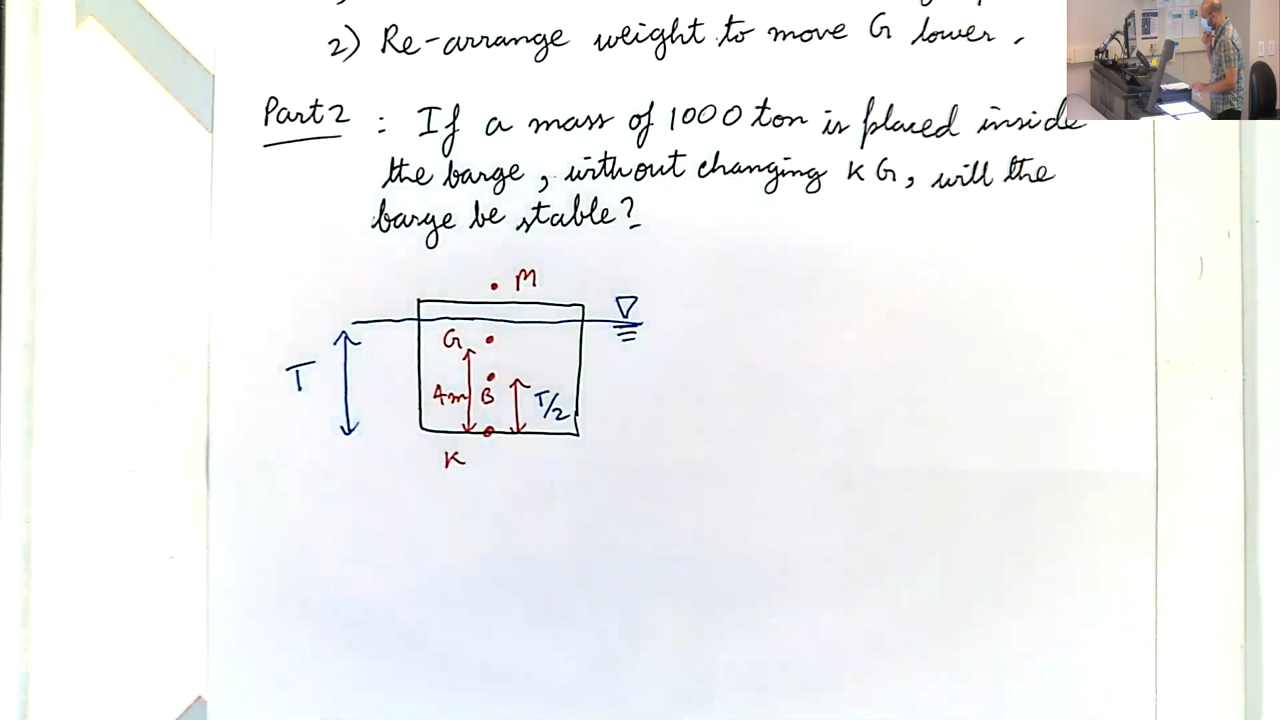 2) Re-arrange weight to move G lower.
Part 2 : If a mass of 1000 ton is placed inside
the barge, without changing KG, will the
barge be stable?
M
G
T
4m B T/2
K